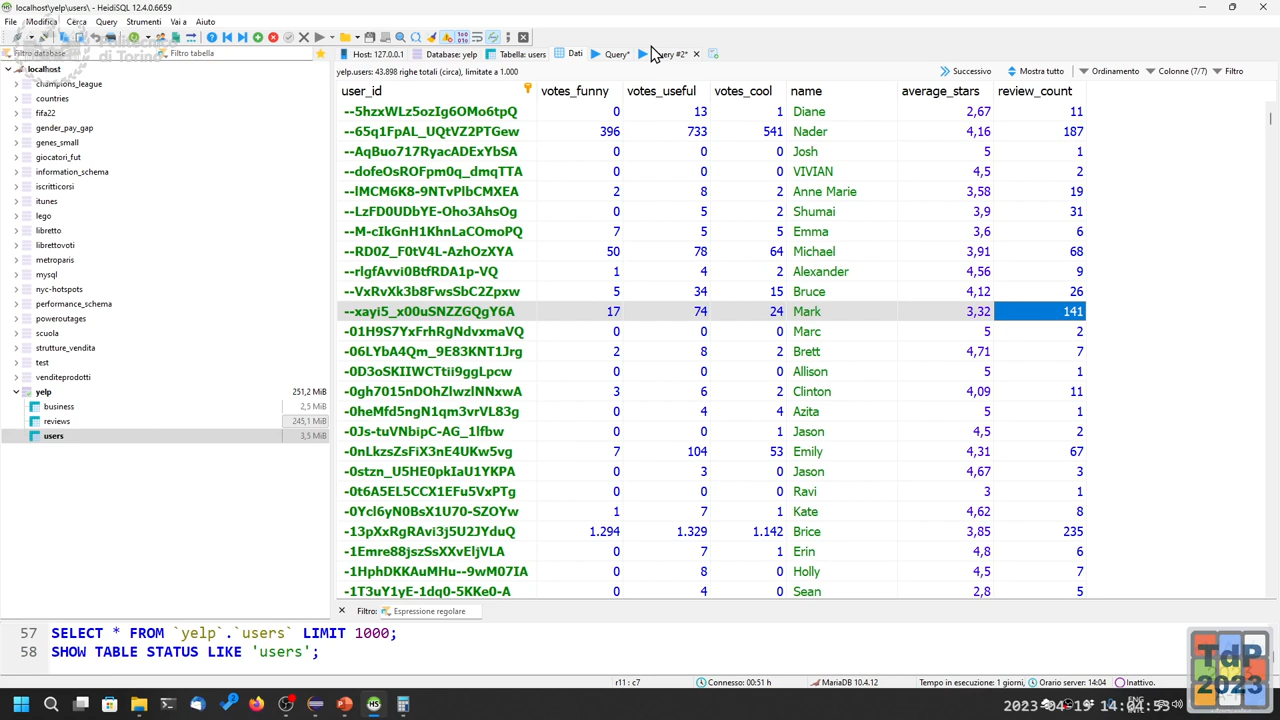 localhost\yelp\users\ - HeidiSQL 12.4.0.6659
File Modifica Cerca Query Strumenti Vai a Aiuto
Politecnico
di Torino
Filtro database
Filtro tabella
localhost
champions_league
countries
fifa22
gender_pay_gap
genes_small
giocatori_fut
information_schema
iscritticorsi
itunes
lego
libretto
librettovoti
metroparis
mysql
nyc-hotspots
performance_schema
poweroutages
scuola
strutture_vendita
test
venditeprodotti
yelp 251,2 MiB
business 2,5 MiB
reviews 245,1 MiB
users 3,5 MiB
Host: 127.0.0.1 Database: yelp Tabella: users Dati Query* Query #2*
yelp.users: 43.898 righe totali (circa), limitate a 1.000 Successivo Mostra tutto Ordinamento Colonne (7/7) Filtro
user_id votes_funny votes_useful votes_cool name average_stars review_count
--5hzxWLz5ozIg6OMo6tpQ 0 13 1 Diane 2,67 11
--65q1FpAL_UQtVZ2PTGew 396 733 541 Nader 4,16 187
--AqBuo717RyacADExYbSA 0 0 0 Josh 5 1
--dofeOsROFpm0q_dmqTTA 0 0 0 VIVIAN 4,5 2
--lMCM6K8-9NTvPlbCMXEA 2 8 2 Anne Marie 3,58 19
--LzFD0UDbYE-Oho3AhsOg 0 5 2 Shumai 3,9 31
--M-cIkGnH1KhnLaCOmoPQ 7 5 5 Emma 3,6 6
--RD0Z_F0tV4L-AzhOzXYA 50 78 64 Michael 3,91 68
--rlgfAvvi0BtfRDA1p-VQ 1 4 2 Alexander 4,56 9
--VxRvXk3b8FwsSbC2Zpxw 5 34 15 Bruce 4,12 26
--xayi5_x00uSNZZGQgY6A 17 74 24 Mark 3,32 141
-01H9S7YxFrhRgNdvxmaVQ 0 0 0 Marc 5 2
-06LYbA4Qm_9E83KNT1Jrg 2 8 2 Brett 4,71 7
-0D3oSKIIWCTtii9ggLpcw 0 0 0 Allison 5 1
-0gh7015nDOhZlwzlNNxwA 3 6 2 Clinton 4,09 11
-0heMfd5ngN1qm3vrVL83g 0 4 4 Azita 5 1
-0Js-tuVNbipC-AG_1lfbw 0 0 1 Jason 4,5 2
-0nLkzsZsFiX3nE4UKw5vg 7 104 53 Emily 4,31 67
-0stzn_U5HE0pkIaU1YKPA 0 3 0 Jason 4,67 3
-0t6A5EL5CCX1EFu5VxPTg 0 0 0 Ravi 3 1
-0Ycl6yN0BsX1U70-SZOYw 1 7 1 Kate 4,62 8
-13pXxRgRAvi3j5U2JYduQ 1.294 1.329 1.142 Brice 3,85 235
-1Emre88jszSsXXvEljVLA 0 7 1 Erin 4,8 6
-1HphDKKAuMHu--9wM07IA 0 8 0 Holly 4,5 7
-1T3uY1yE-1dq0-5KKe0-A 0 4 0 Sean 2,8 5
Filtro: Espressione regolare
57 SELECT * FROM `yelp`.`users` LIMIT 1000;
58 SHOW TABLE STATUS LIKE 'users';
r11 : c7 Connesso: 00:51 h MariaDB 10.4.12 Tempo in esecuzione: 1 giorni, Orario server: 14:04 Inattivo.
TdP
2023
ENG
2023-04-19 14:04:53